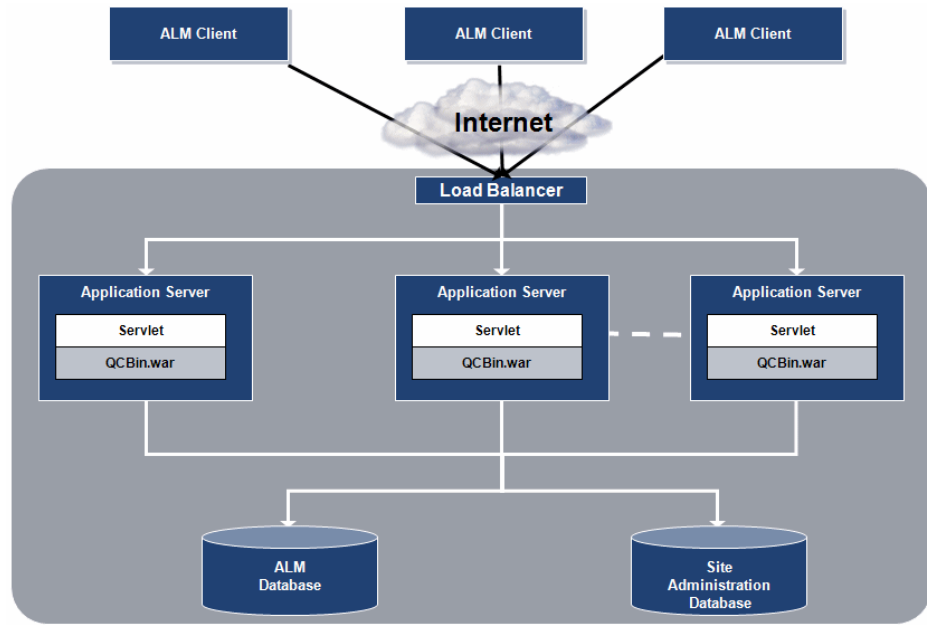 ALM Client
ALM Client
ALM Client
Internet
Load Balancer
Application Server
Servlet
QCBin.war
Application Server
Servlet
QCBin.war
Application Server
Servlet
QCBin.war
ALM
Database
Site
Administration
Database